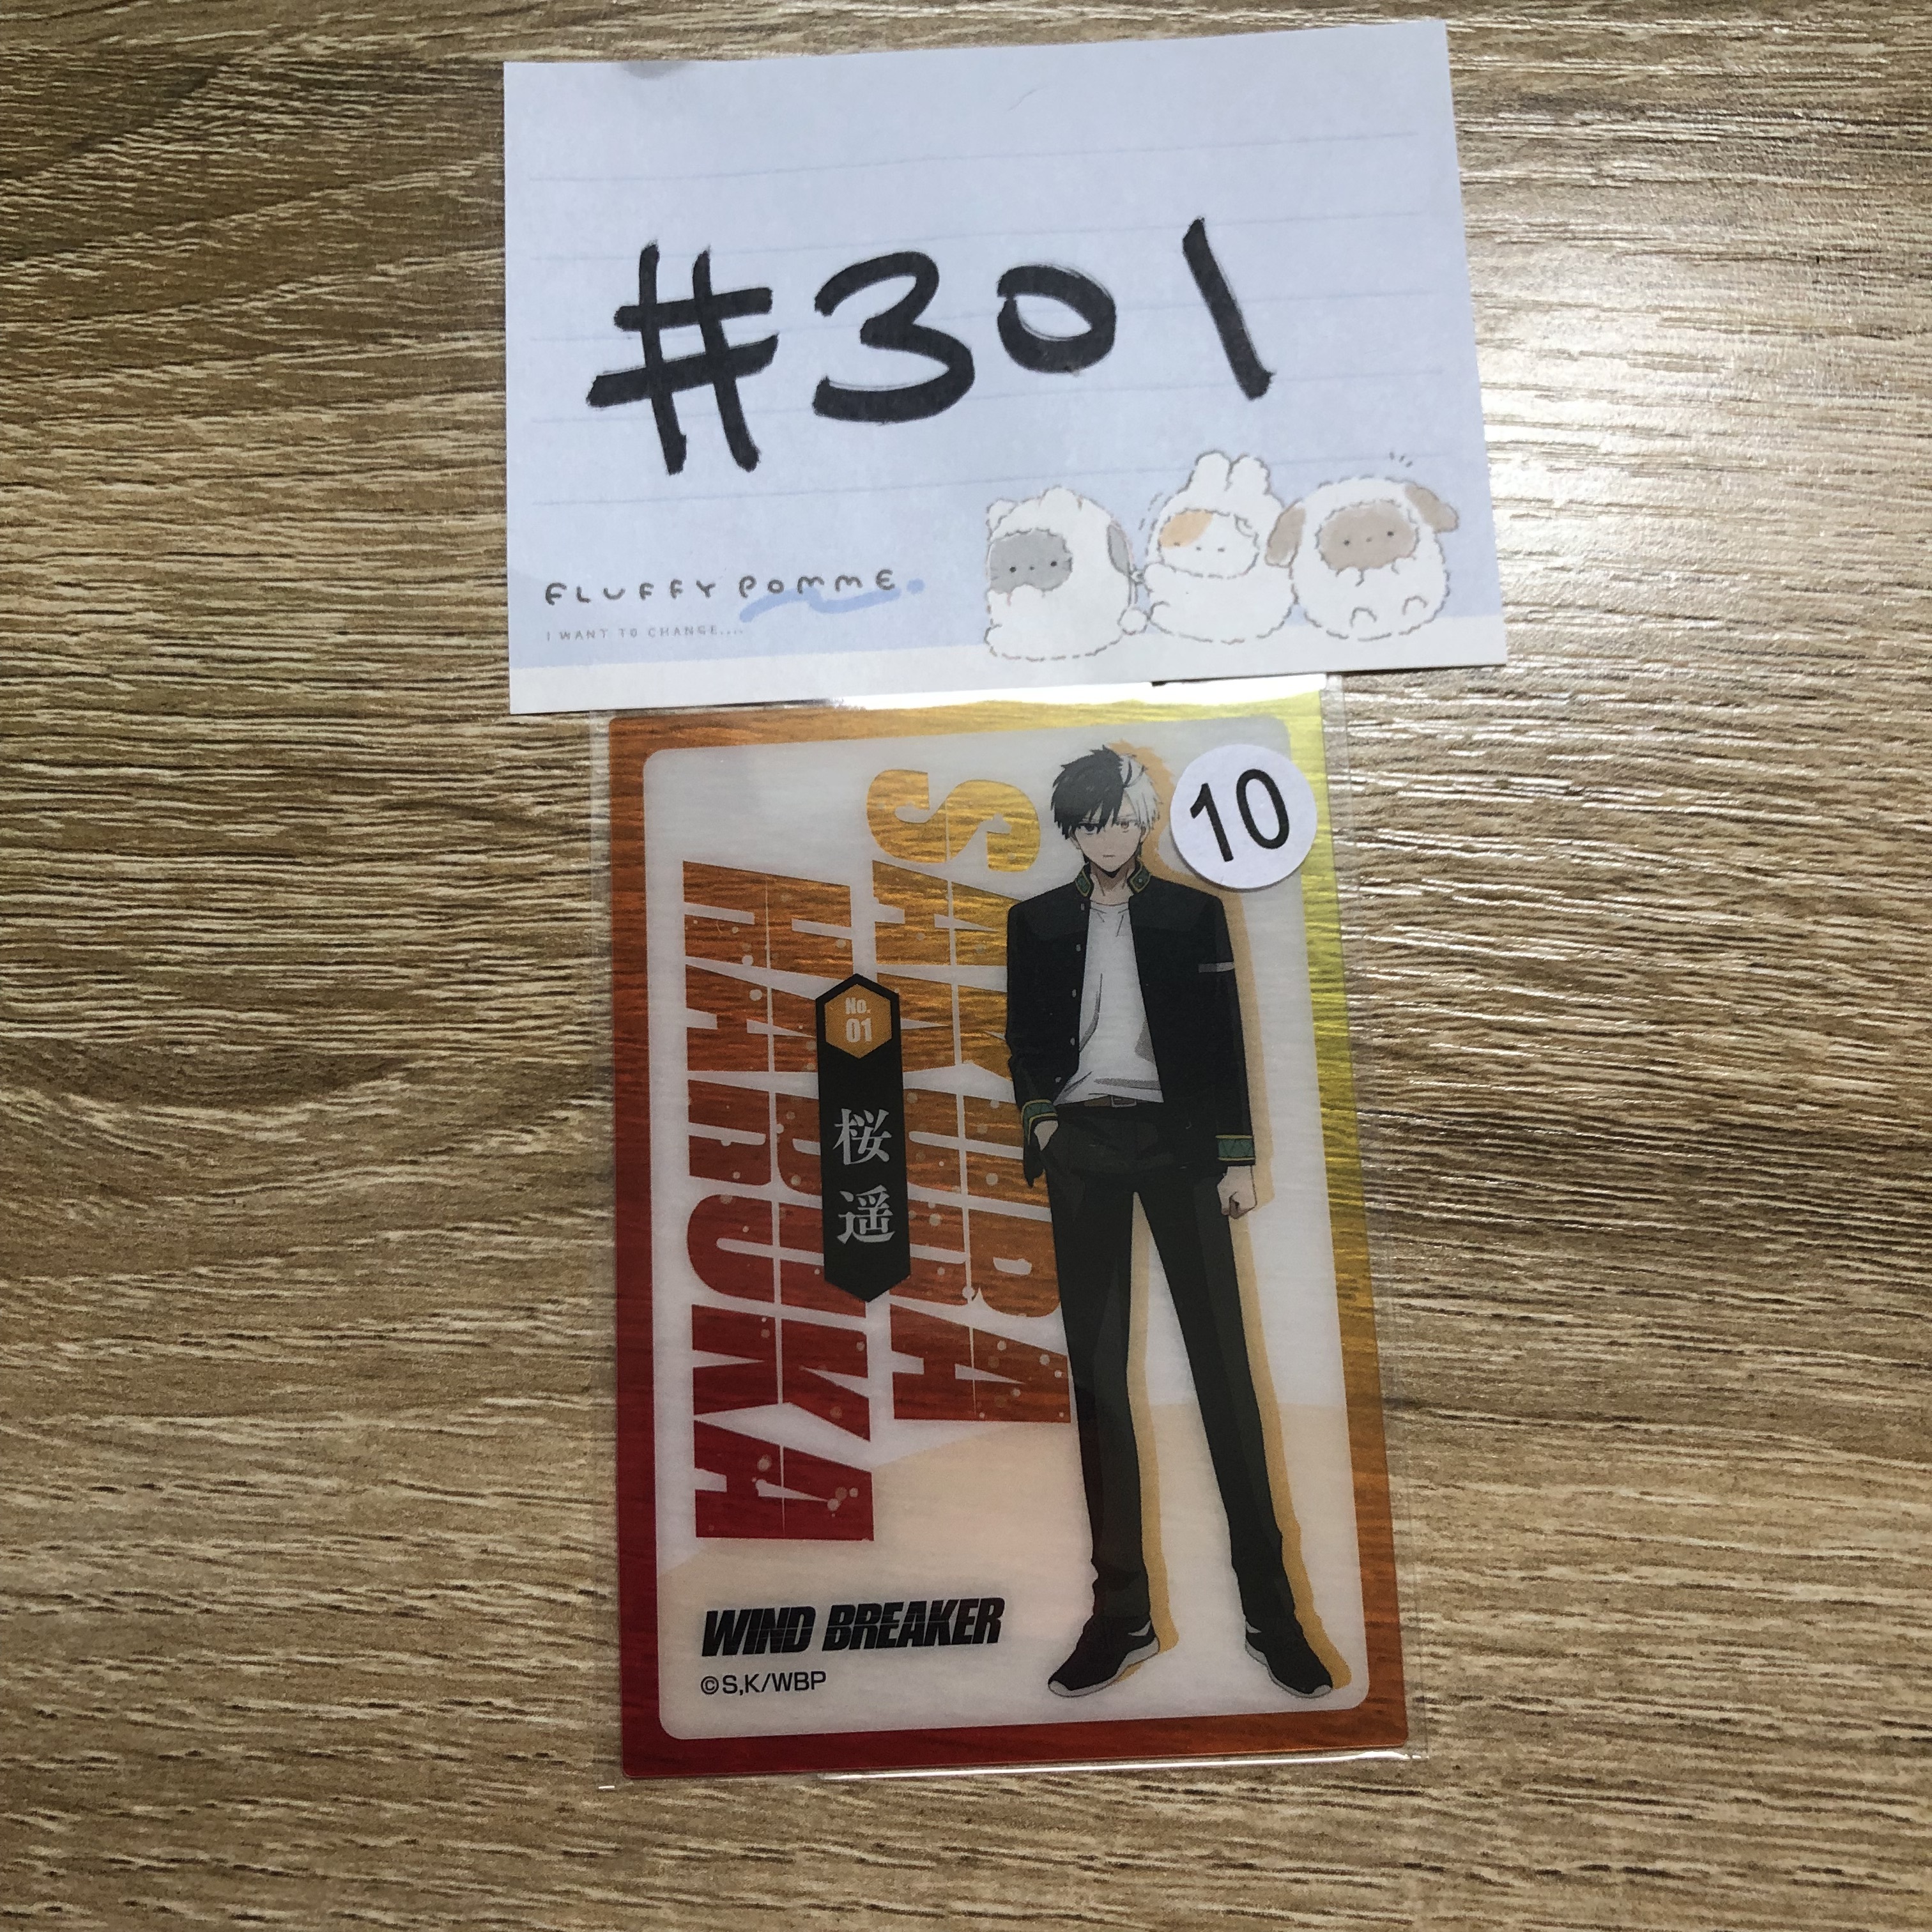 #301
FLUFFY POMME
I WANT TO CHANGE....
10
SAKURA
HARUKA
No.
01
桜遥
WIND BREAKER
©S,K/WBP